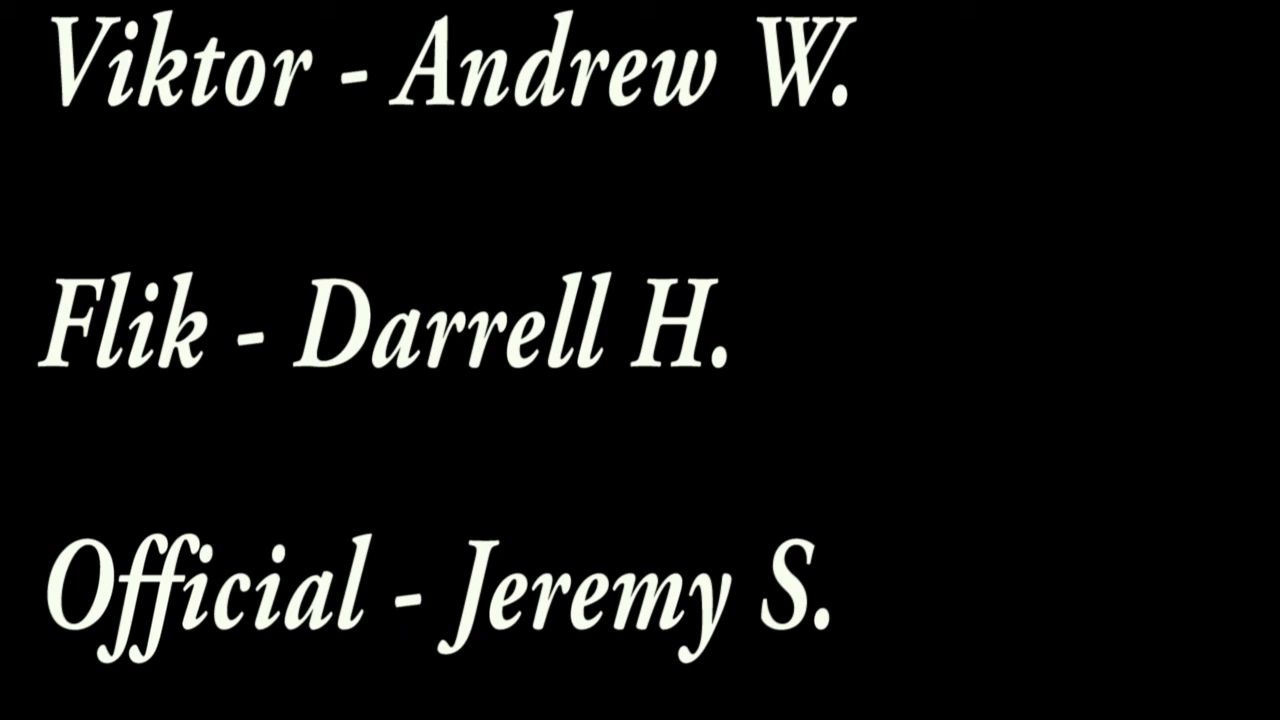 Viktor - Andrew W.
Flik - Darrell H.
Official - Jeremy S.